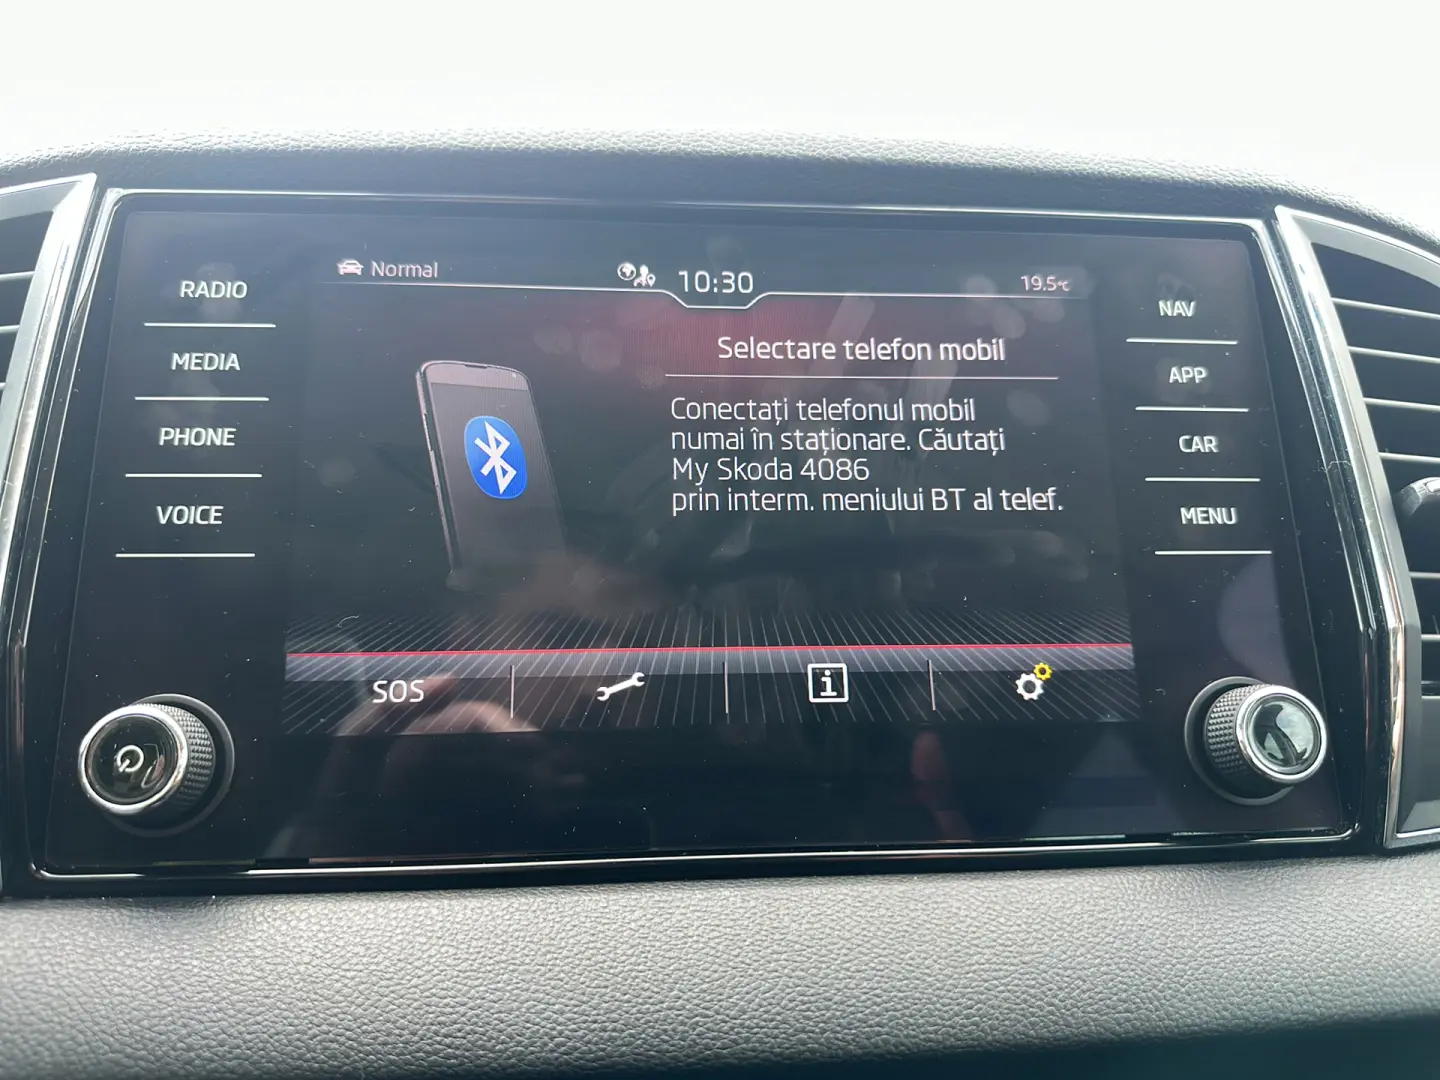 Normal
10:30
19.5°C
RADIO
MEDIA
PHONE
VOICE
NAV
APP
CAR
MENU
Selectare telefon mobil
Conectați telefonul mobil
numai în staționare. Căutați
My Skoda 4086
prin interm. meniului BT al telef.
SOS